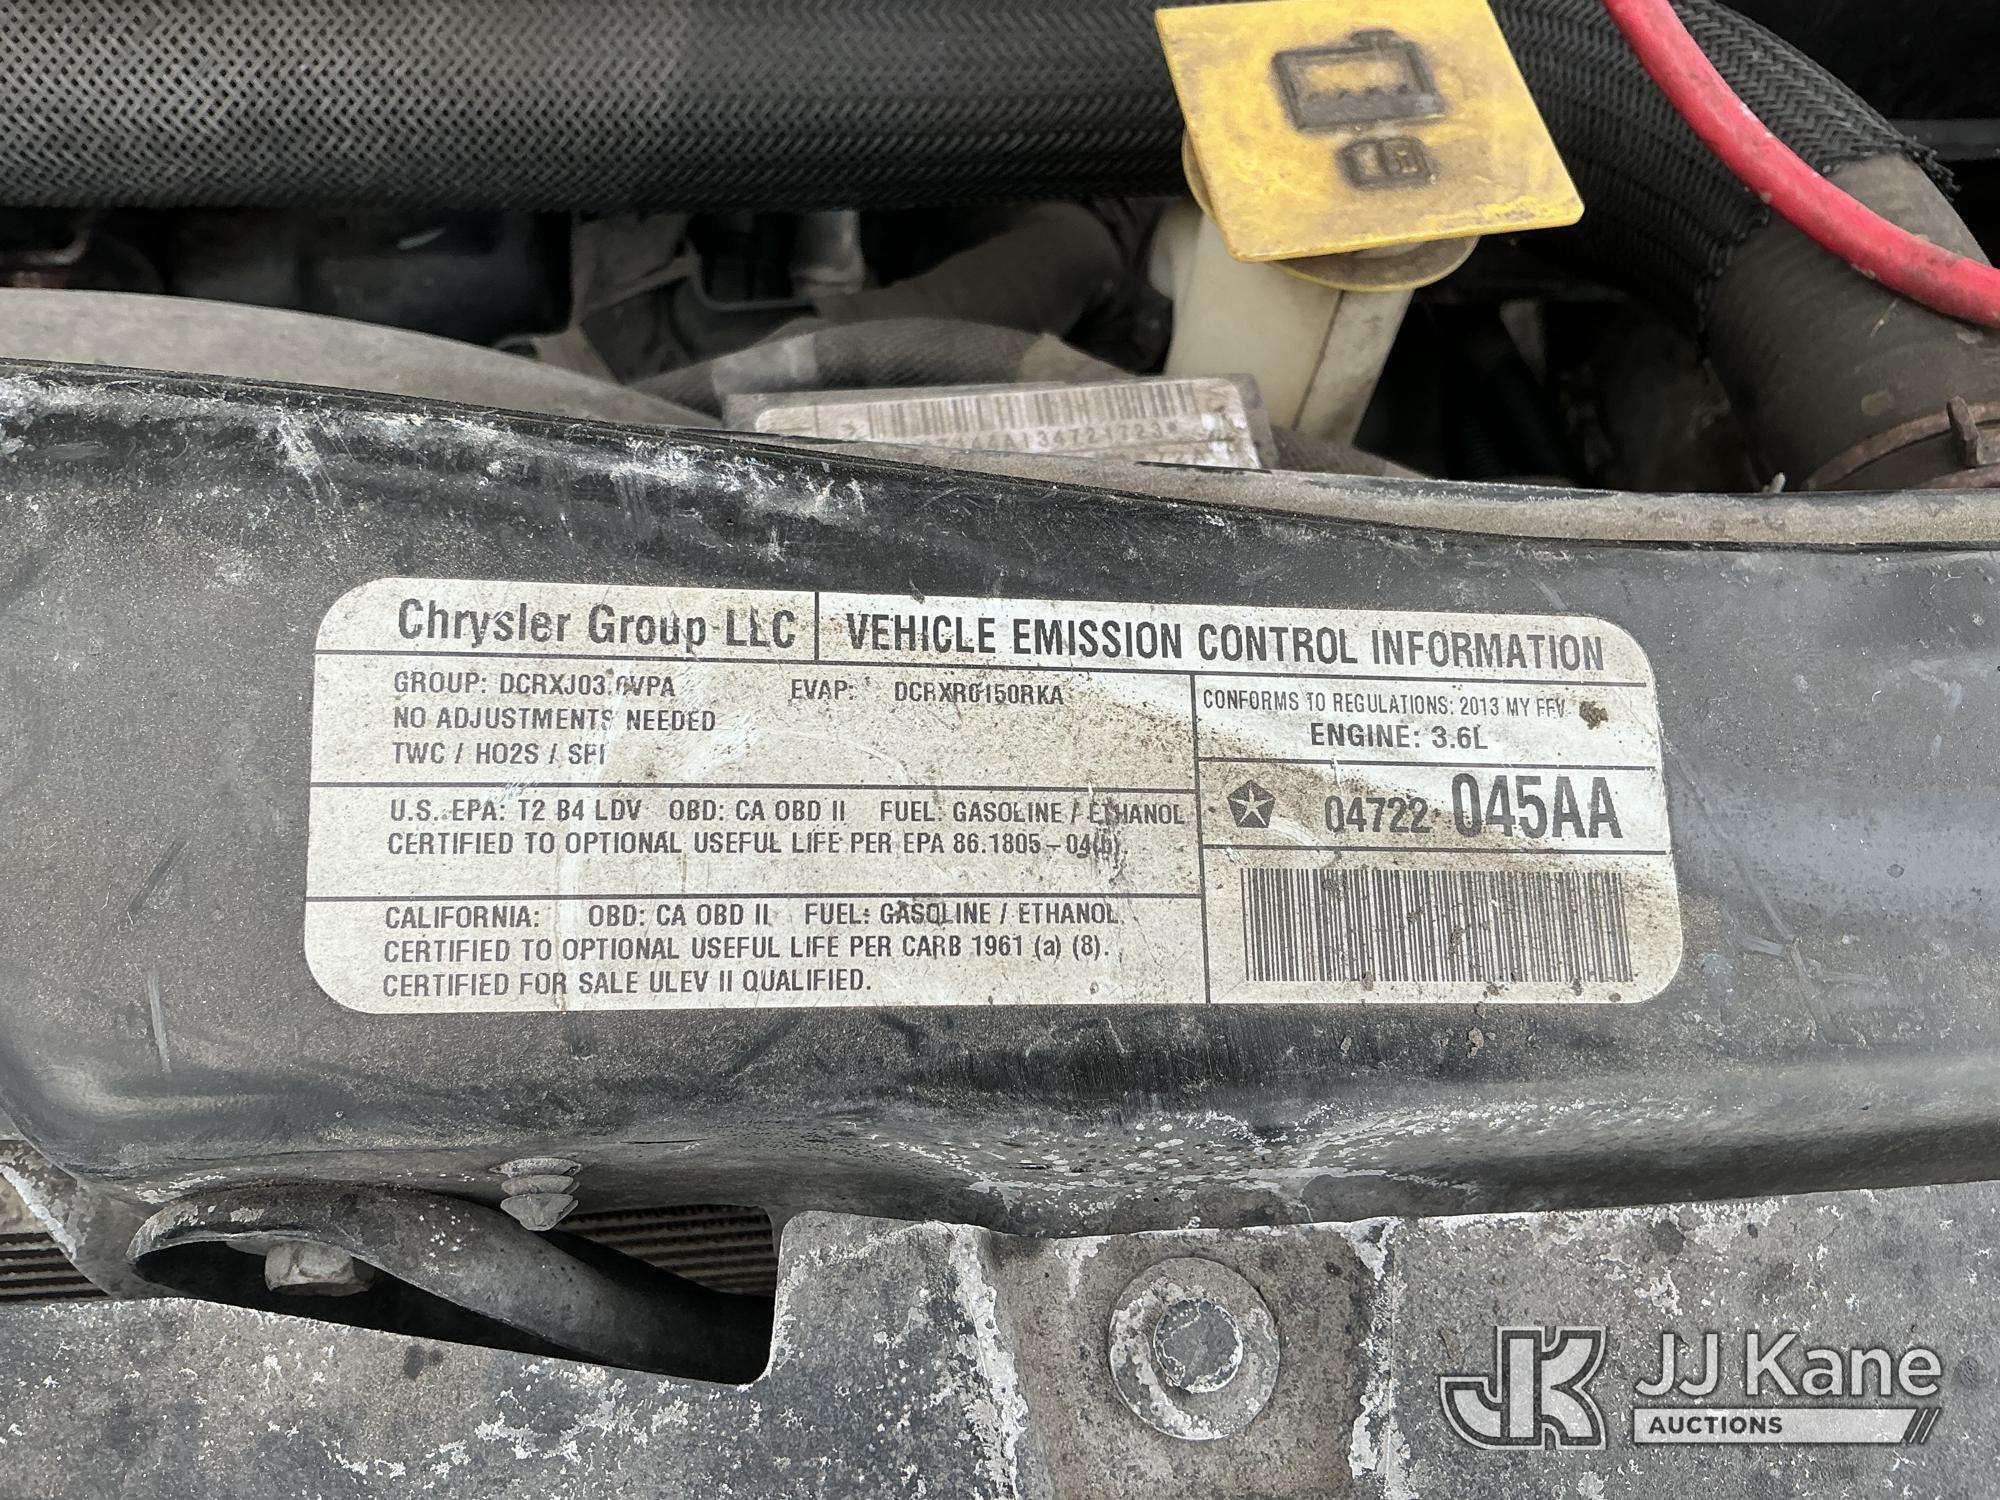 A134721723*
Chrysler Group LLC VEHICLE EMISSION CONTROL INFORMATION
GROUP: DCRXJ03.6VPA EVAP: DCRXR0150RKA
NO ADJUSTMENTS NEEDED
TWC / HO2S / SFI
CONFORMS TO REGULATIONS: 2013 MY FFV
ENGINE: 3.6L
U.S. EPA: T2 B4 LDV OBD: CA OBD II FUEL: GASOLINE / ETHANOL
CERTIFIED TO OPTIONAL USEFUL LIFE PER EPA 86.1805-04(b).
04722 045AA
CALIFORNIA: OBD: CA OBD II FUEL: GASOLINE / ETHANOL
CERTIFIED TO OPTIONAL USEFUL LIFE PER CARB 1961 (a) (8).
CERTIFIED FOR SALE ULEV II QUALIFIED.
JK JJ Kane
AUCTIONS